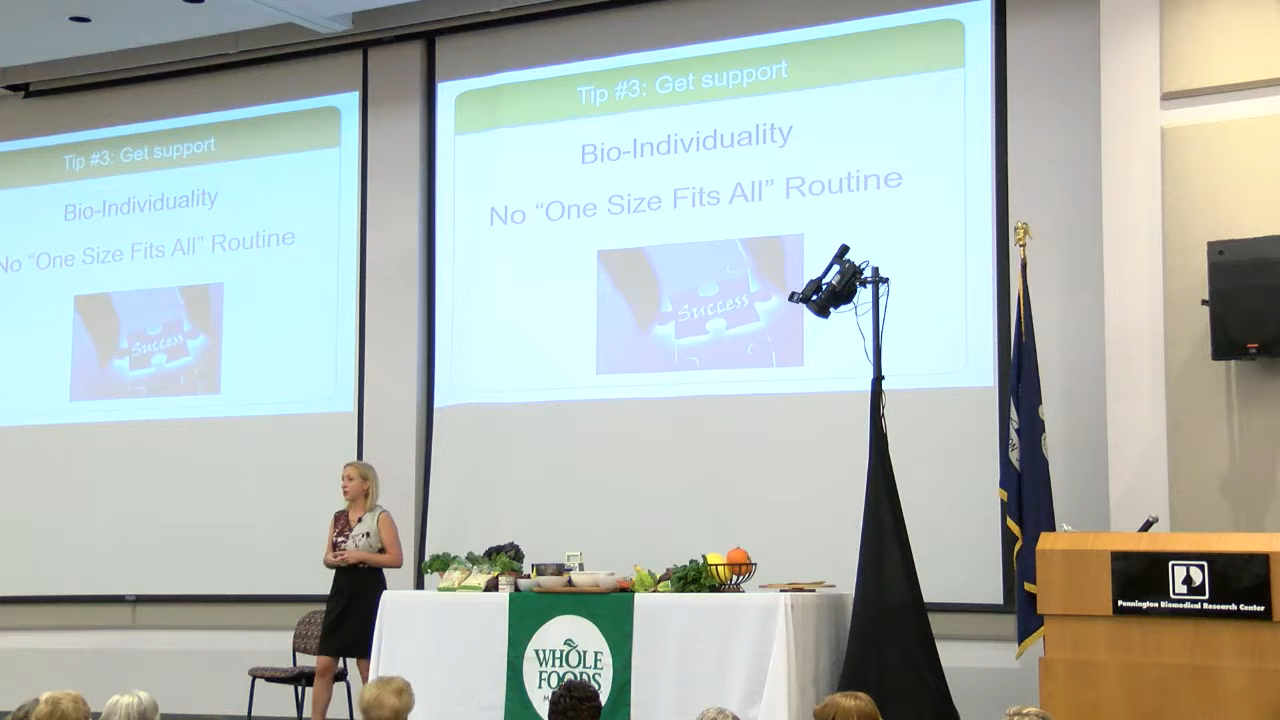 Tip #3: Get support
Bio-Individuality
No “One Size Fits All” Routine
Success
Tip #3: Get support
Bio-Individuality
No “One Size Fits All” Routine
Success
WHOLE
FOODS
P
Pennington Biomedical Research Center